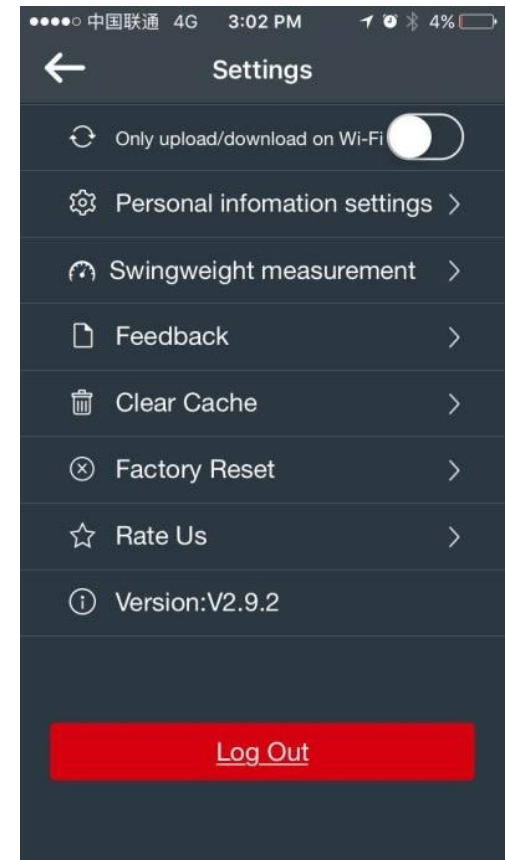 中国联通 4G 3:02 PM 4%
Settings
Only upload/download on Wi-Fi
Personal infomation settings
Swingweight measurement
Feedback
Clear Cache
Factory Reset
Rate Us
Version:V2.9.2
Log Out